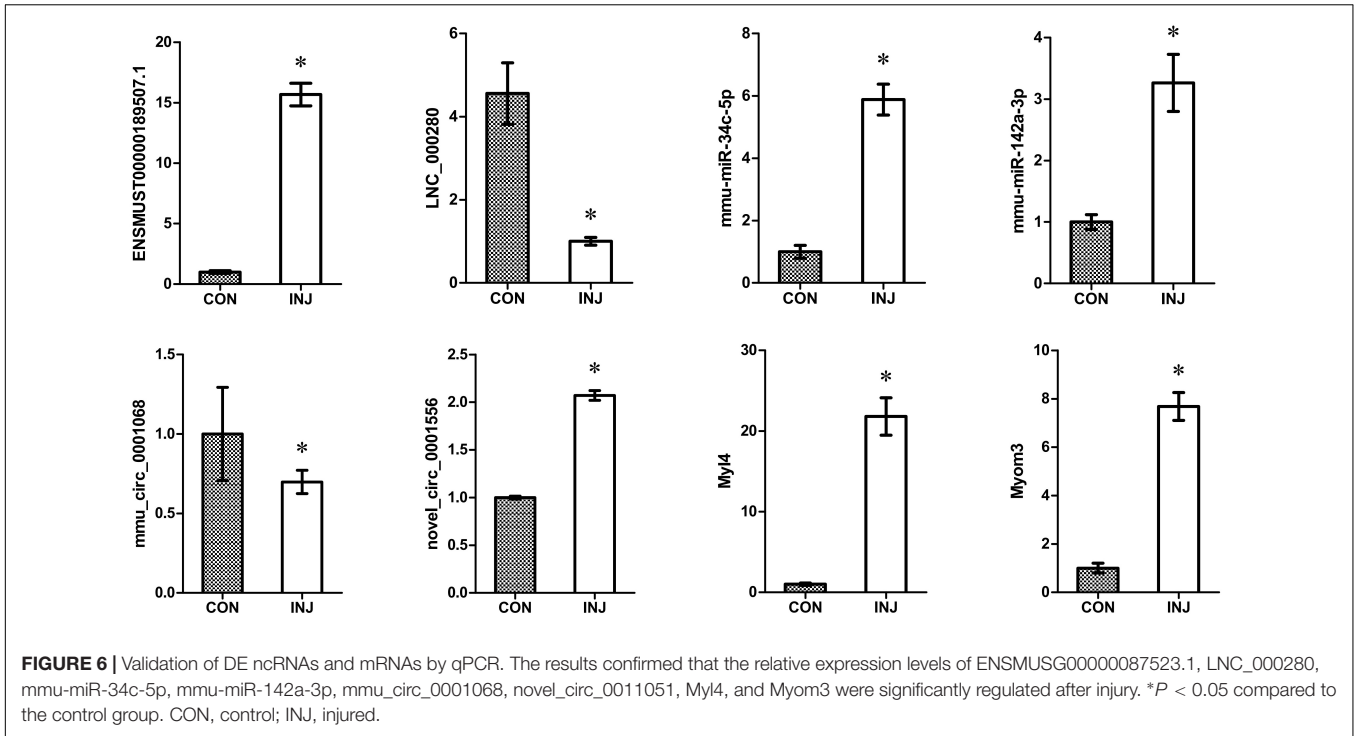 20
15
10
5
0
ENSMUST00000189507.1
*
CON
INJ
6
4
2
0
LNC_000280
*
CON
INJ
8
6
4
2
0
mmu-miR-34c-5p
*
CON
INJ
4
3
2
1
0
mmu-miR-142a-3p
*
CON
INJ
1.5
1.0
0.5
0.0
mmu_circ_0001068
*
CON
INJ
2.5
2.0
1.5
1.0
0.5
0.0
novel_circ_0001556
*
CON
INJ
30
20
10
0
Myl4
*
CON
INJ
10
8
6
4
2
0
Myom3
*
CON
INJ
FIGURE 6 | Validation of DE ncRNAs and mRNAs by qPCR. The results confirmed that the relative expression levels of ENSMUSG00000087523.1, LNC_000280,
mmu-miR-34c-5p, mmu-miR-142a-3p, mmu_circ_0001068, novel_circ_0011051, Myl4, and Myom3 were significantly regulated after injury. *P < 0.05 compared to
the control group. CON, control; INJ, injured.